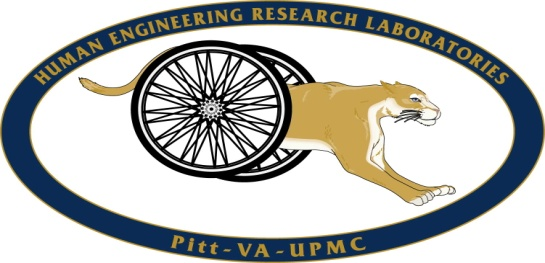 HUMAN ENGINEERING RESEARCH LABORATORIES
Pitt-VA-UPMC